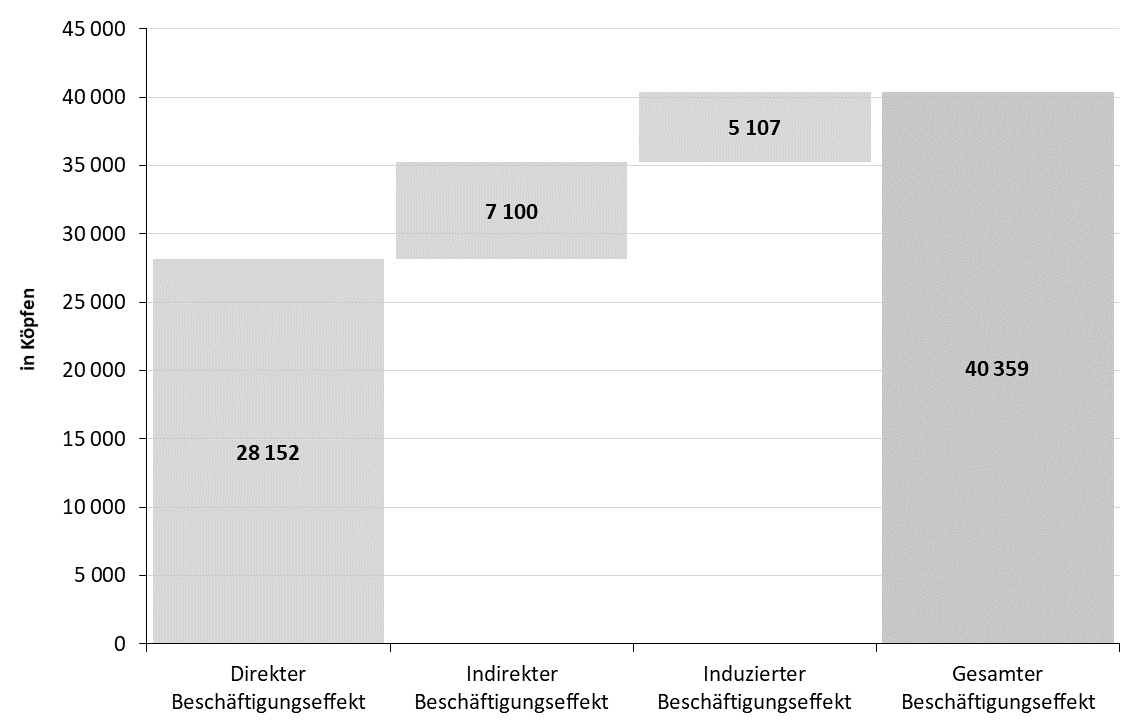 45 000
40 000
35 000
30 000
25 000
20 000
15 000
10 000
5 000
0
in Köpfen
28 152
7 100
5 107
40 359
Direkter
Beschäftigungseffekt
Indirekter
Beschäftigungseffekt
Induzierter
Beschäftigungseffekt
Gesamter
Beschäftigungseffekt